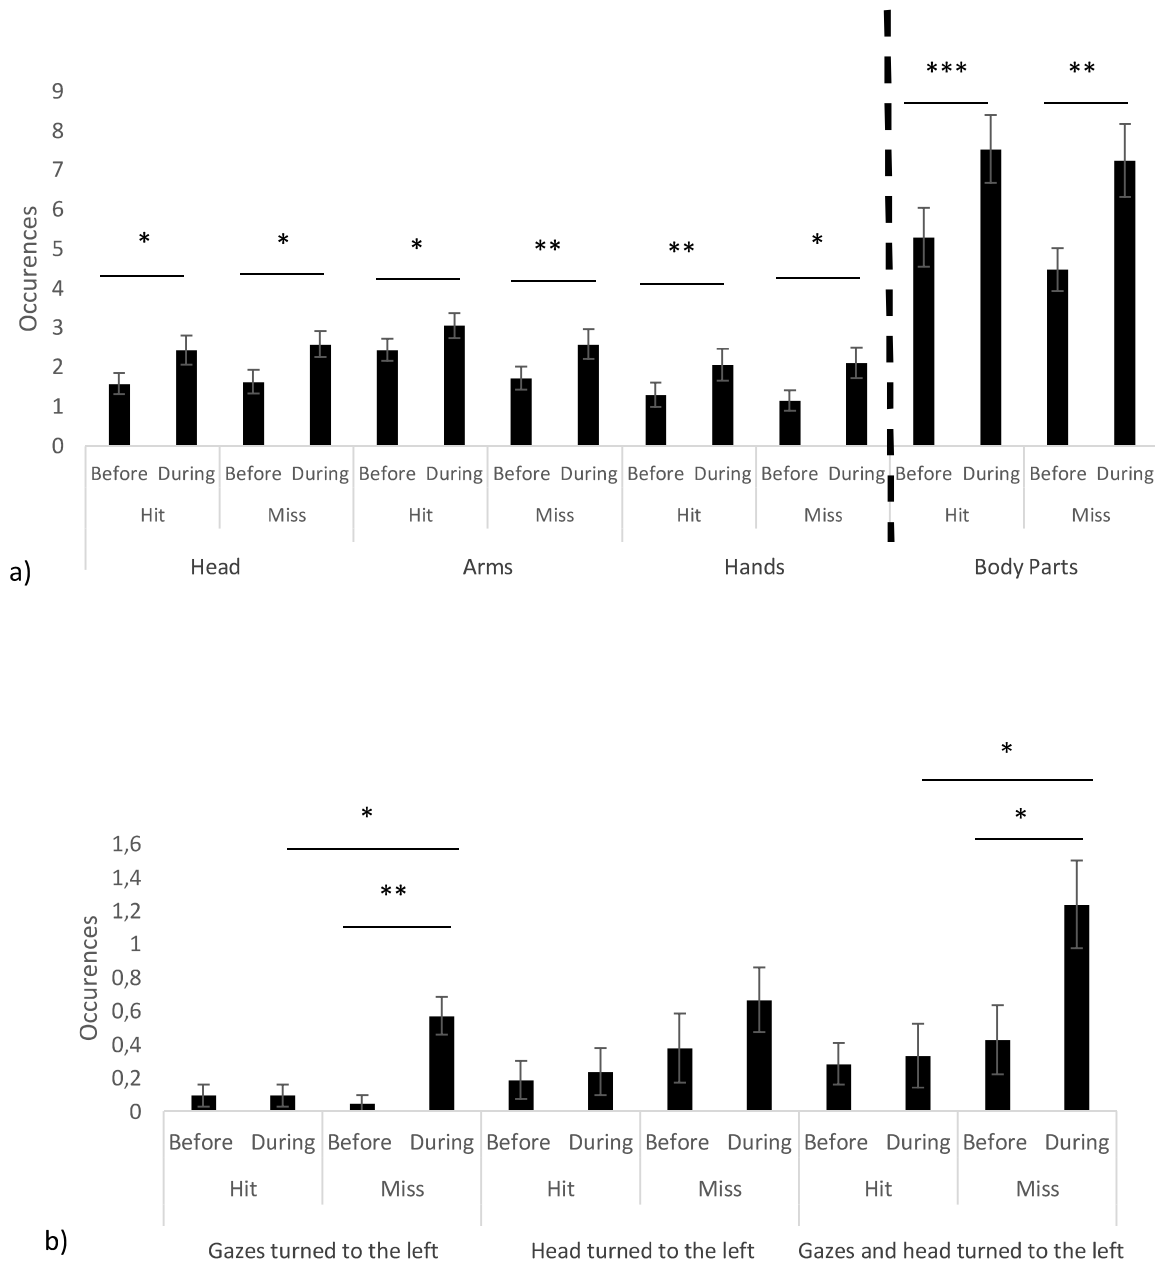 *** **
9
8
7
6
5
4
3
2
1
0
Occurences
* * * ** ** *
Before During Before During Before During Before During Before During Before During Before During Before During
Hit Miss Hit Miss Hit Miss Hit Miss
Head Arms Hands Body Parts
a)
*
* *
**
1,6
1,4
1,2
1
0,8
0,6
0,4
0,2
0
Occurences
Before During Before During Before During Before During Before During Before During
Hit Miss Hit Miss Hit Miss
Gazes turned to the left Head turned to the left Gazes and head turned to the left
b)